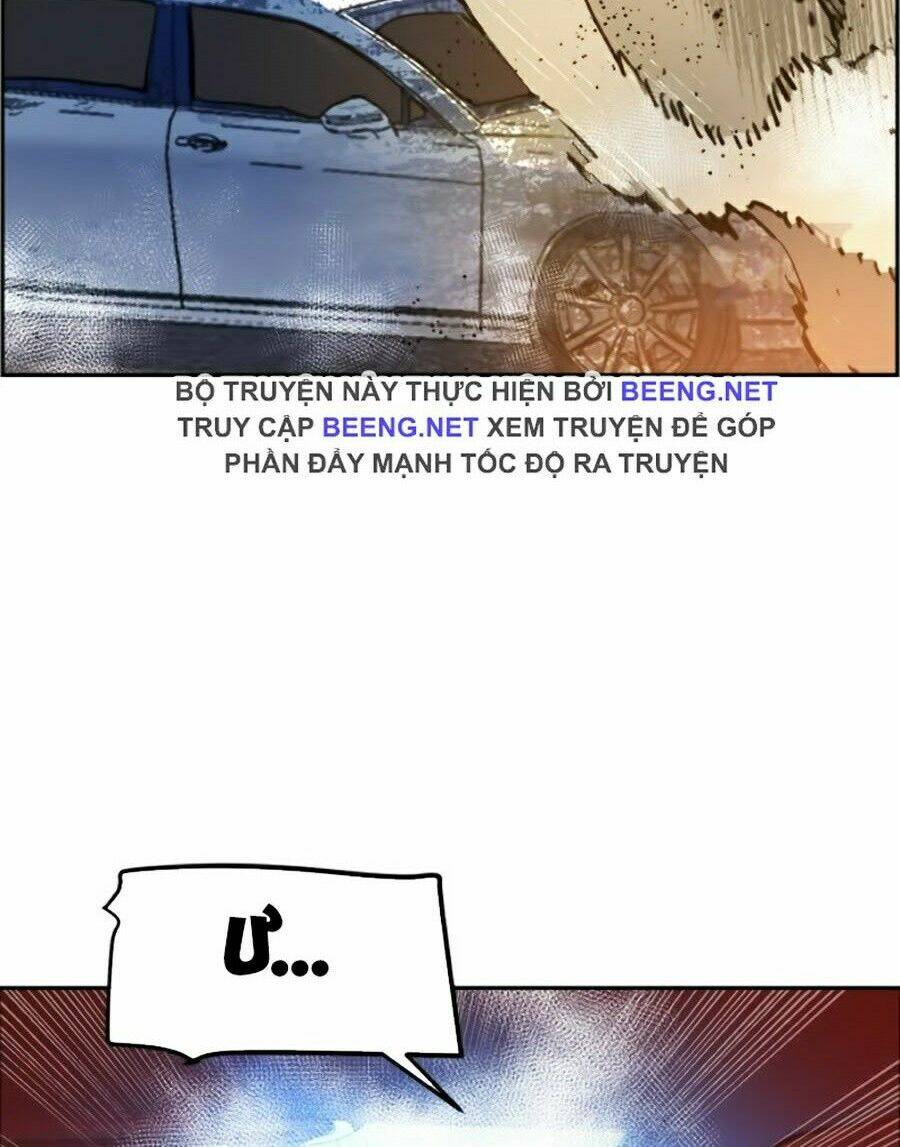 BỘ TRUYỆN NÀY THỰC HIỆN BỞI BEENG.NET
TRUY CẬP BEENG.NET XEM TRUYỆN ĐỂ GÓP
PHẦN ĐẨY MẠNH TỐC ĐỘ RA TRUYỆN
Ư...